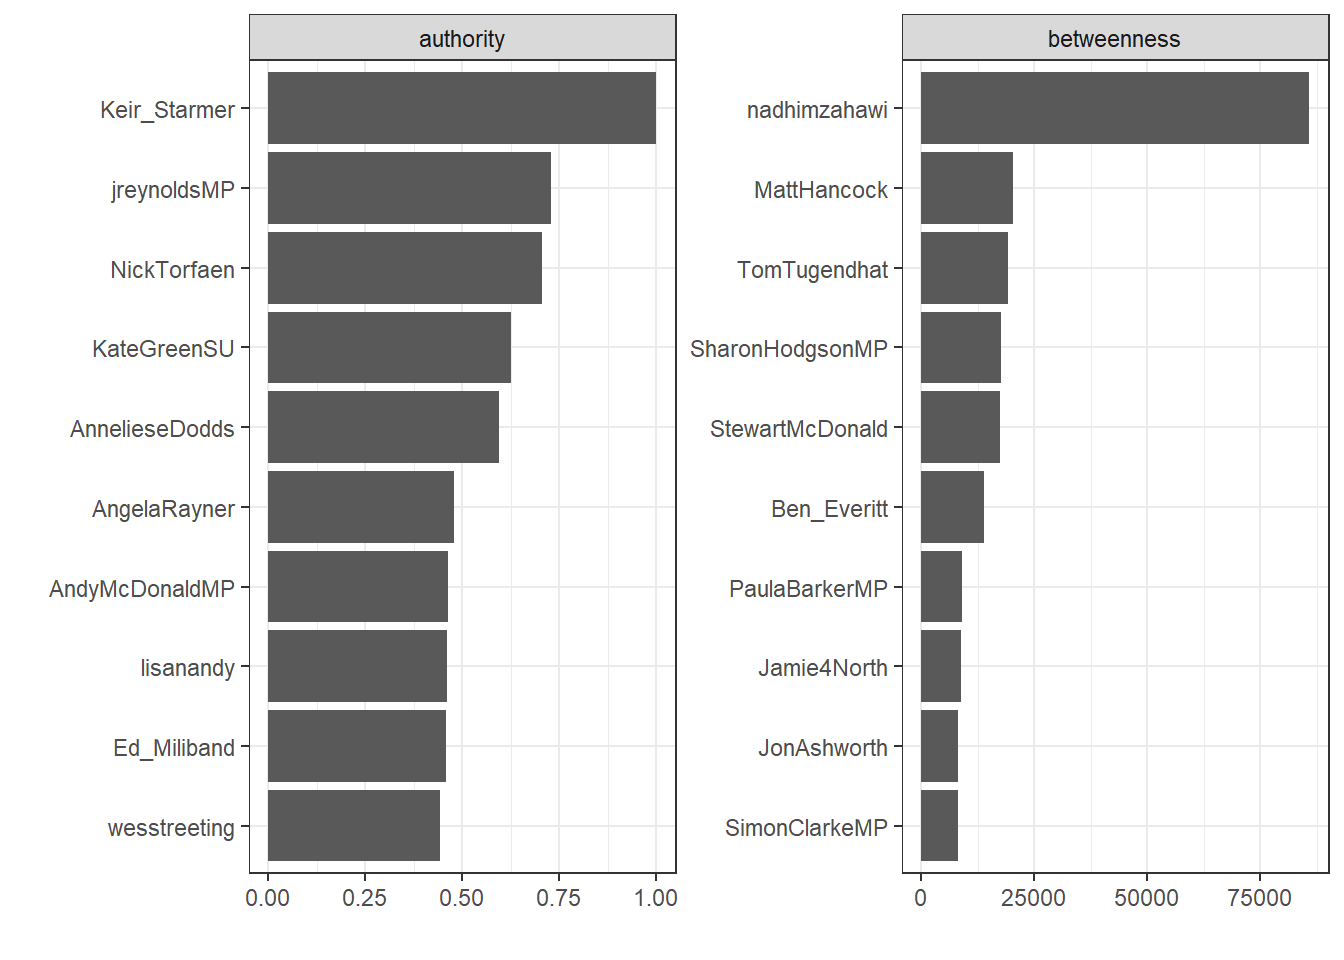 authority
Keir_Starmer
jreynoldsMP
NickTorfaen
KateGreenSU
AnnelieseDodds
AngelaRayner
AndyMcDonaldMP
lisanandy
Ed_Miliband
wesstreeting
0.00 0.25 0.50 0.75 1.00
betweenness
nadhimzahawi
MattHancock
TomTugendhat
SharonHodgsonMP
StewartMcDonald
Ben_Everitt
PaulaBarkerMP
Jamie4North
JonAshworth
SimonClarkeMP
0 25000 50000 75000